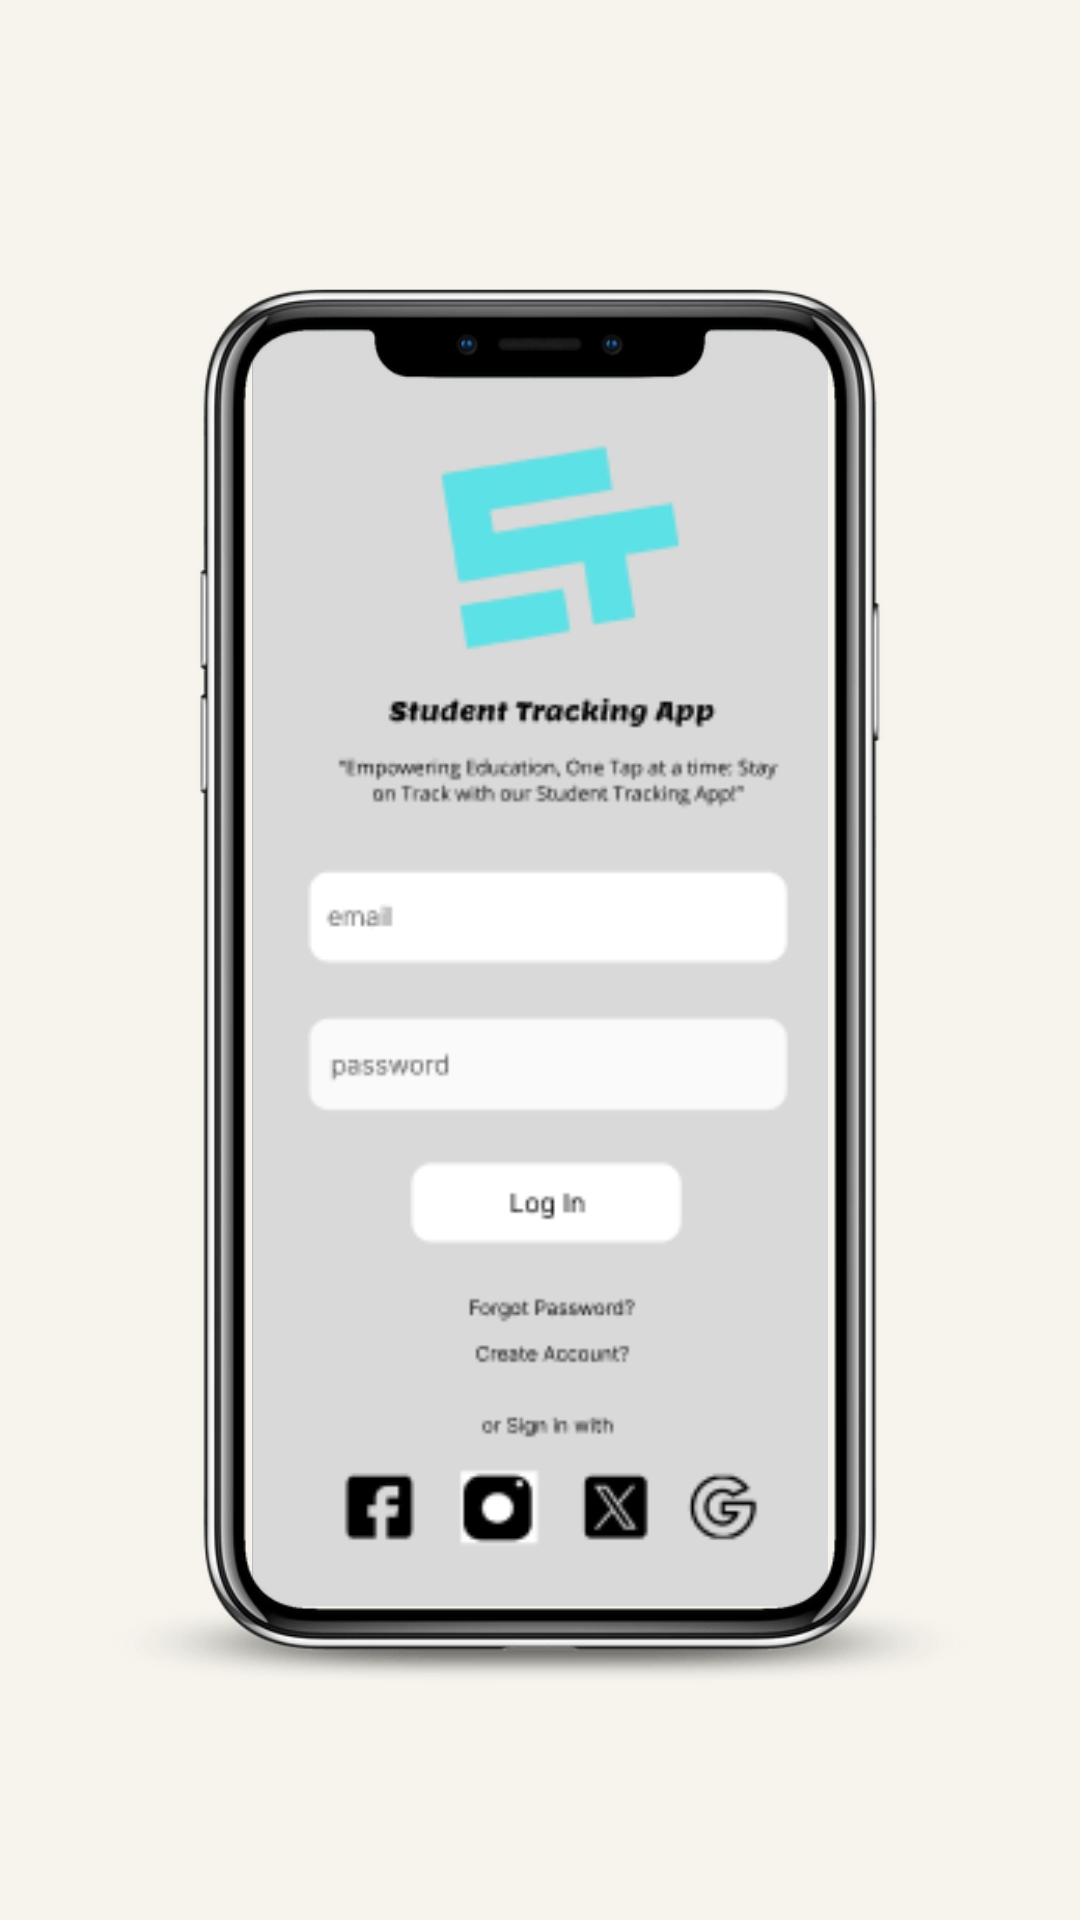 ST
Student Tracking App
"Empowering Education, One Tap at a time: Stay
on Track with our Student Tracking App!"
email
password
Log In
Forgot Password?
Create Account?
or Sign in with